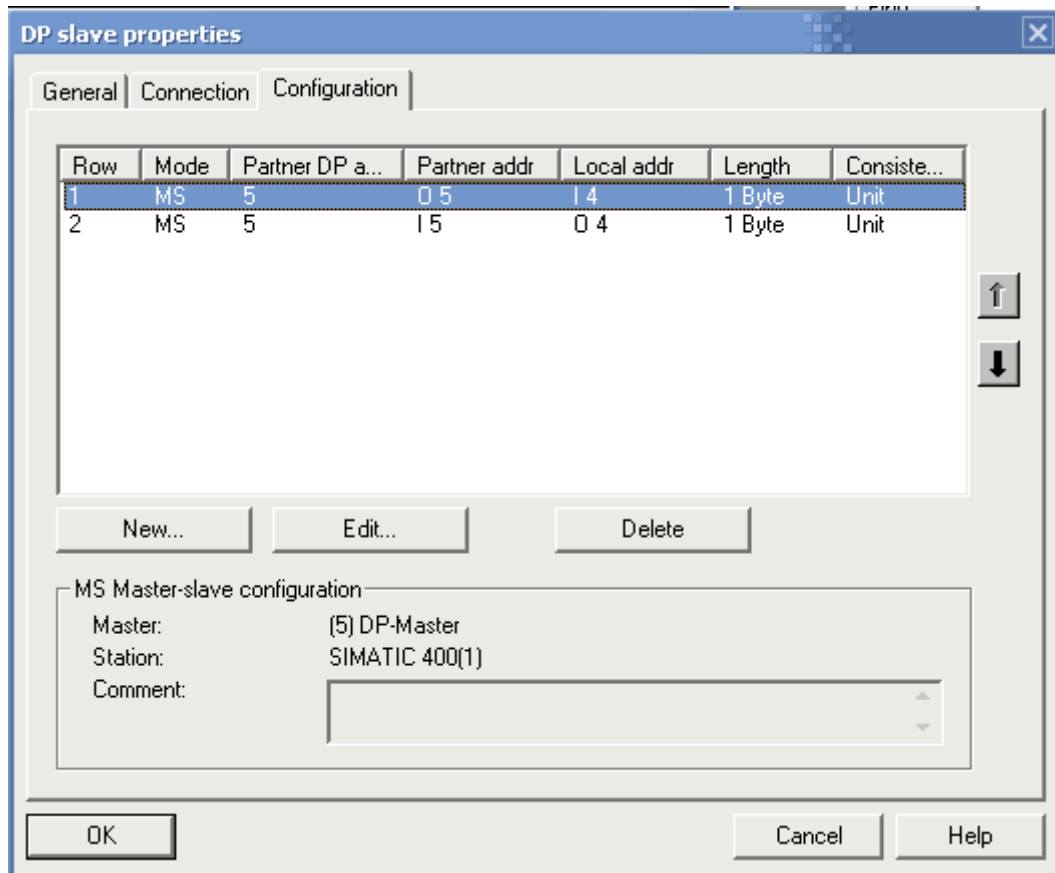 DP slave properties
General Connection Configuration
Row Mode Partner DP a... Partner addr Local addr Length Consiste...
1 MS 5 O 5 I 4 1 Byte Unit
2 MS 5 I 5 O 4 1 Byte Unit
New... Edit... Delete
MS Master-slave configuration
Master: (5) DP-Master
Station: SIMATIC 400(1)
Comment:
OK Cancel Help